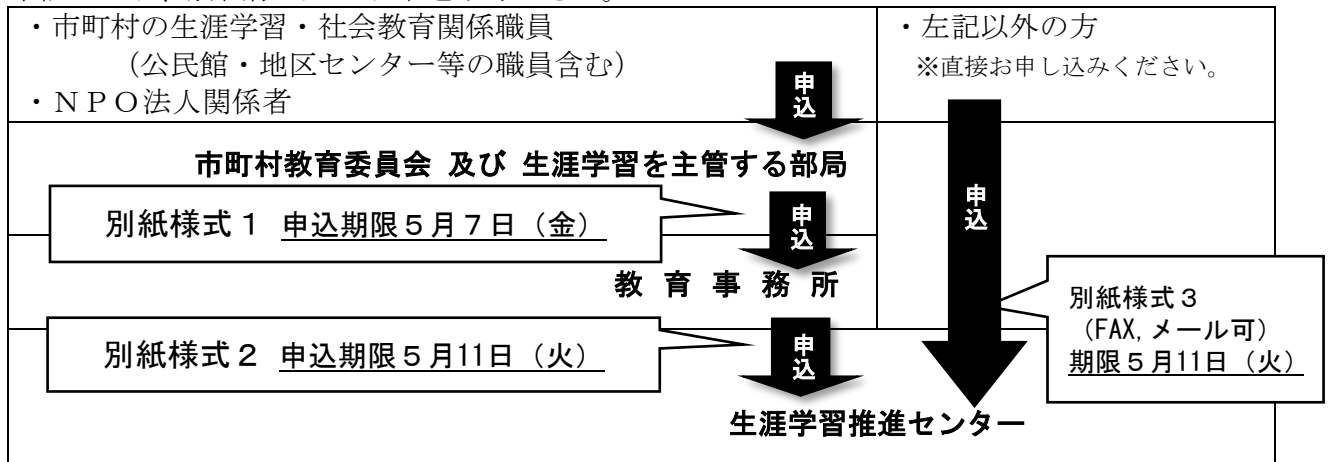 ・市町村の生涯学習・社会教育関係職員
（公民館・地区センター等の職員含む）
・ＮＰＯ法人関係者
・左記以外の方
※直接お申し込みください。
申込
市町村教育委員会 及び 生涯学習を主管する部局
別紙様式１ 申込期限５月７日（金）
申込
申込
教 育 事 務 所
別紙様式３
（FAX,メール可）
期限５月11日（火）
別紙様式２ 申込期限５月11日（火）
申込
生涯学習推進センター